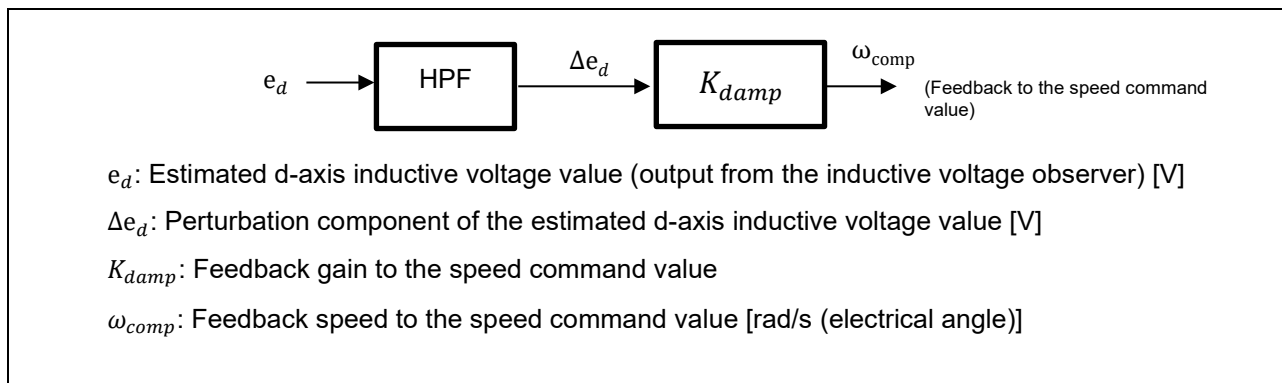 e_d
HPF
Δe_d
K_damp
ω_comp
(Feedback to the speed command
value)
e_d: Estimated d-axis inductive voltage value (output from the inductive voltage observer) [V]
Δe_d: Perturbation component of the estimated d-axis inductive voltage value [V]
K_damp: Feedback gain to the speed command value
ω_comp: Feedback speed to the speed command value [rad/s (electrical angle)]